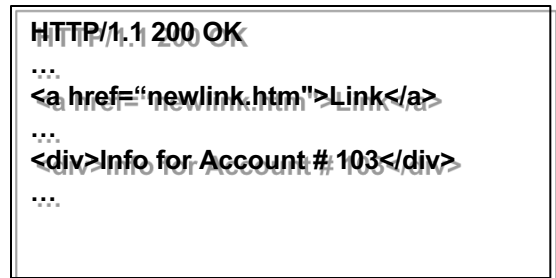 HTTP/1.1 200 OK
…
<a href=“newlink.htm">Link</a>
…
<div>Info for Account # 103</div>
…